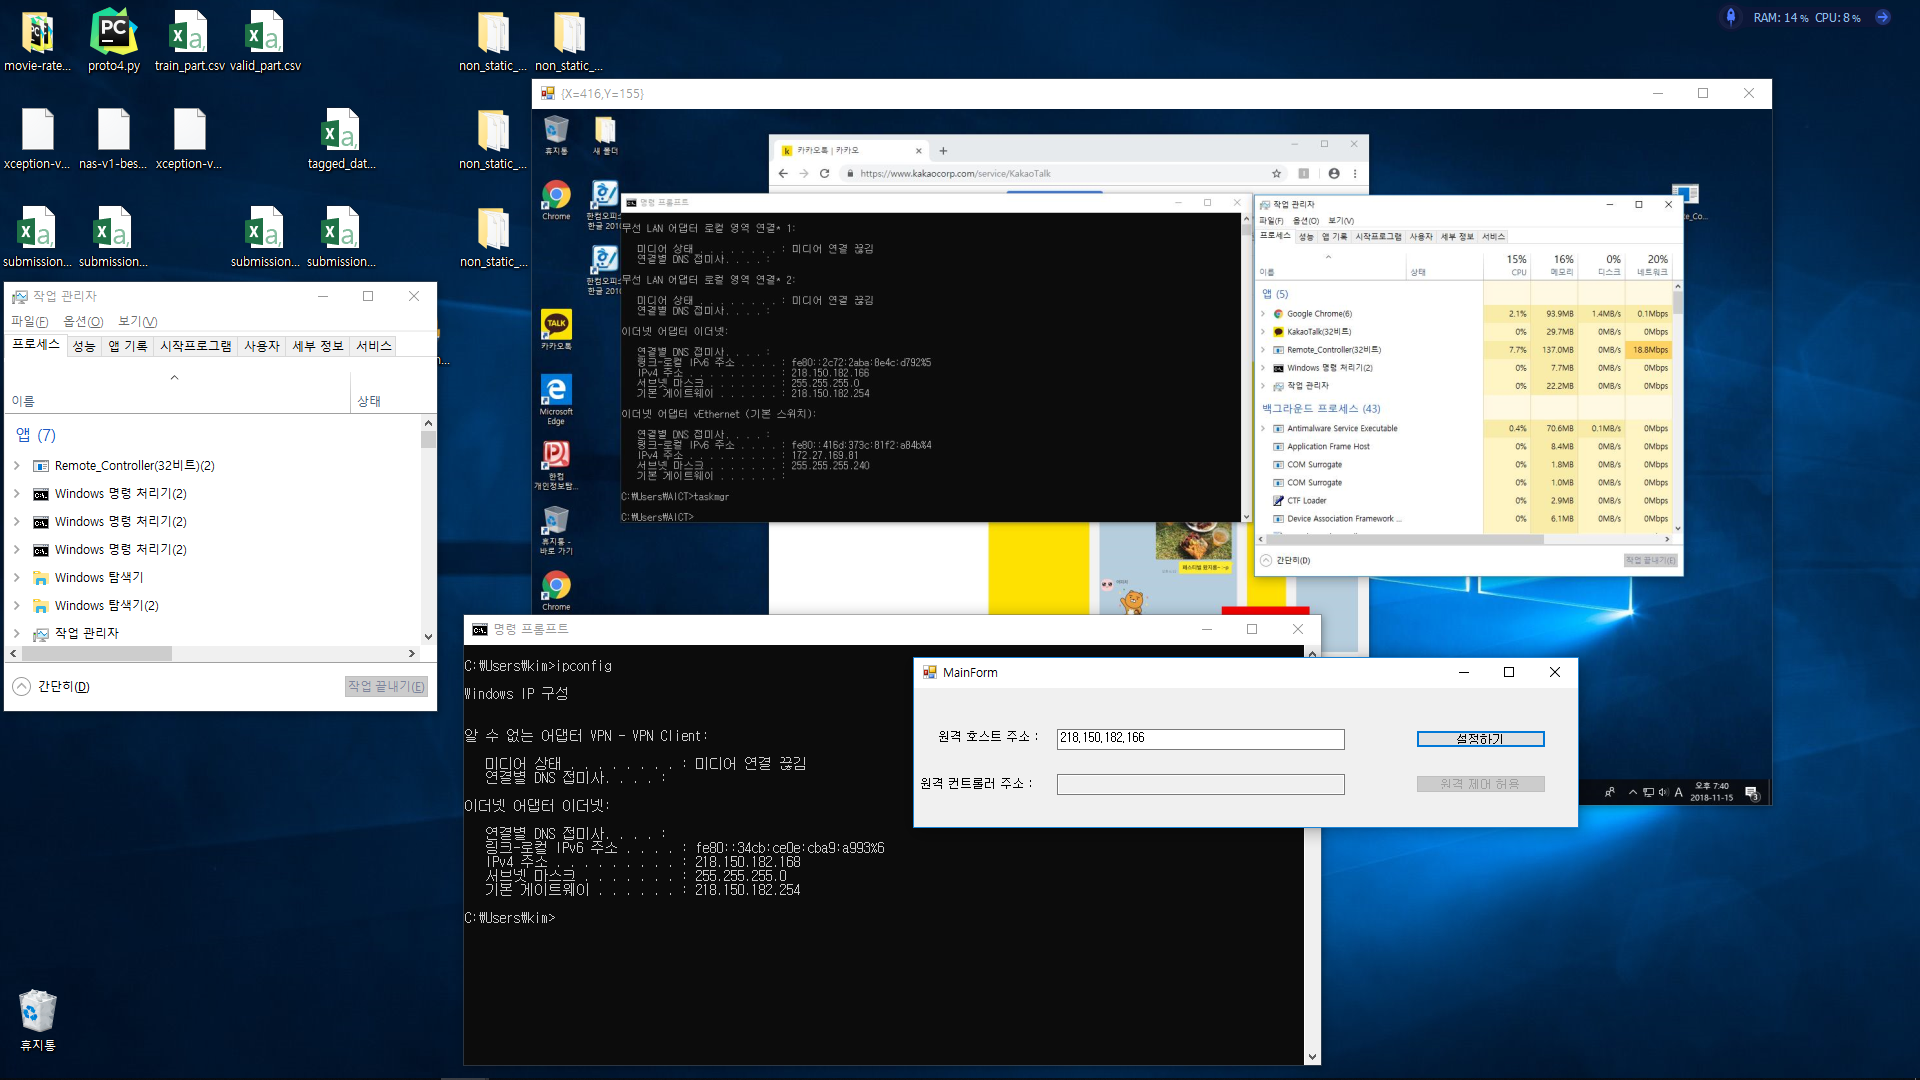 RAM: 14 % CPU: 8 %
movie-rate...
proto4.py
train_part.csv
valid_part.csv
non_static_...
non_static_...
xception-v...
nas-v1-bes...
xception-v...
tagged_dat...
non_static_...
submission...
submission...
submission...
submission...
non_static_...
작업 관리자
파일(F) 옵션(O) 보기(V)
프로세스 성능 앱 기록 시작프로그램 사용자 세부 정보 서비스
이름 상태
앱 (7)
Remote_Controller(32비트)(2)
Windows 명령 처리기(2)
Windows 명령 처리기(2)
Windows 명령 처리기(2)
Windows 탐색기
Windows 탐색기(2)
작업 관리자
간단히(D) 작업 끝내기(E)
휴지통
{X=416,Y=155}
휴지통
새 폴더
Chrome
한컴오피스
한글 2010
한컴오피스
한글 2010
카카오톡
Microsoft
Edge
한컴
개인정보탐...
휴지통 -
바로 가기
Chrome
카카오톡 | 카카오
https://www.kakaocorp.com/service/KakaoTalk
TALK
명령 프롬프트
무선 LAN 어댑터 로컬 영역 연결* 1:
미디어 상태 . . . . . . . . : 미디어 연결 끊김
연결별 DNS 접미사. . . . :
무선 LAN 어댑터 로컬 영역 연결* 2:
미디어 상태 . . . . . . . . : 미디어 연결 끊김
연결별 DNS 접미사. . . . :
이더넷 어댑터 이더넷:
연결별 DNS 접미사. . . . :
링크-로컬 IPv6 주소 . . . . : fe80::2c72:2aba:8e4c:d792%5
IPv4 주소 . . . . . . . . . : 218.150.182.166
서브넷 마스크 . . . . . . . : 255.255.255.0
기본 게이트웨이 . . . . . . : 218.150.182.254
이더넷 어댑터 vEthernet (기본 스위치):
연결별 DNS 접미사. . . . :
링크-로컬 IPv6 주소 . . . . : fe80::416d:373c:81f2:a84b%4
IPv4 주소 . . . . . . . . . : 172.27.169.81
서브넷 마스크 . . . . . . . : 255.255.255.240
기본 게이트웨이 . . . . . . :
C:₩Users₩AICT>taskmgr
C:₩Users₩AICT>
작업 관리자
파일(F) 옵션(O) 보기(V)
프로세스 성능 앱 기록 시작프로그램 사용자 세부 정보 서비스
15% 16% 0% 20%
이름 상태 CPU 메모리 디스크 네트워크
앱 (5)
Google Chrome(6) 2.1% 93.9MB 1.4MB/s 0.1Mbps
KakaoTalk(32비트) 0% 29.7MB 0MB/s 0Mbps
Remote_Controller(32비트) 7.7% 137.0MB 0MB/s 18.8Mbps
Windows 명령 처리기(2) 0% 7.7MB 0MB/s 0Mbps
작업 관리자 0% 22.2MB 0MB/s 0Mbps
백그라운드 프로세스 (43)
Antimalware Service Executable 0.4% 70.6MB 0.1MB/s 0Mbps
Application Frame Host 0% 8.4MB 0MB/s 0Mbps
COM Surrogate 0% 1.8MB 0MB/s 0Mbps
COM Surrogate 0% 1.0MB 0MB/s 0Mbps
CTF Loader 0% 2.9MB 0MB/s 0Mbps
Device Association Framework ... 0% 6.1MB 0MB/s 0Mbps
간단히(D) 작업 끝내기(E)
오후 7:40
2018-11-15
A
3
명령 프롬프트
C:₩Users₩kim>ipconfig
Windows IP 구성
알 수 없는 어댑터 VPN - VPN Client:
미디어 상태 . . . . . . . . : 미디어 연결 끊김
연결별 DNS 접미사. . . . :
이더넷 어댑터 이더넷:
연결별 DNS 접미사. . . . :
링크-로컬 IPv6 주소 . . . . : fe80::34cb:ce0e:cba9:a993%6
IPv4 주소 . . . . . . . . . : 218.150.182.168
서브넷 마스크 . . . . . . . : 255.255.255.0
기본 게이트웨이 . . . . . . : 218.150.182.254
C:₩Users₩kim>
MainForm
원격 호스트 주소 : 218.150.182.166 설정하기
원격 컨트롤러 주소 : 원격 제어 허용